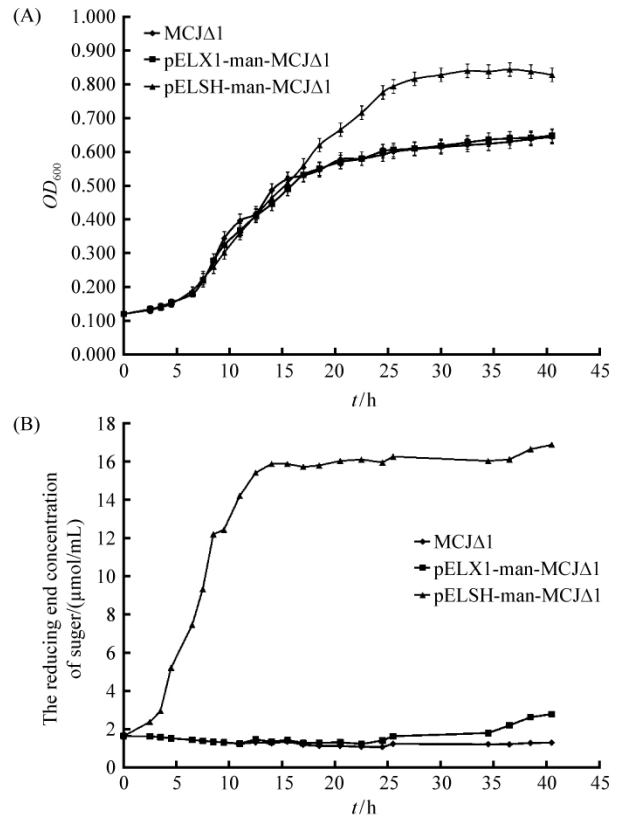 (A)
MCJΔ1
pELX1-man-MCJΔ1
pELSH-man-MCJΔ1
1.000
0.900
0.800
0.700
0.600
0.500
0.400
0.300
0.200
0.100
0.000
OD600
0 5 10 15 20 25 30 35 40 45
t/h
(B)
18
16
14
12
10
8
6
4
2
0
The reducing end concentration
of suger/(μmol/mL)
MCJΔ1
pELX1-man-MCJΔ1
pELSH-man-MCJΔ1
0 5 10 15 20 25 30 35 40 45
t/h